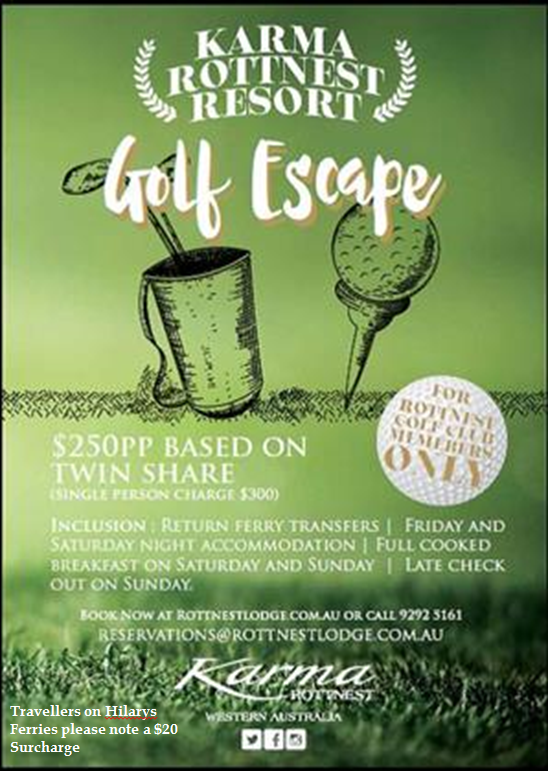 KARMA
ROTTNEST
RESORT
Golf Escape
FOR
ROTTNEST
GOLF CLUB
MEMEBERS
ONLY
$250PP BASED ON
TWIN SHARE
(SINGLE PERSON CHARGE $300)
INCLUSION : RETURN FERRY TRANSFERS | FRIDAY AND
SATURDAY NIGHT ACCOMMODATION | FULL COOKED
BREAKFAST ON SATURDAY AND SUNDAY | LATE CHECK
OUT ON SUNDAY.
BOOK NOW AT ROTTNESTLODGE.COM.AU OR CALL 9292 5161
RESERVATIONS@ROTTNESTLODGE.COM.AU
Karma
ROTTNEST
WESTERN AUSTRALIA
Travellers on Hilarys
Ferries please note a $20
Surcharge